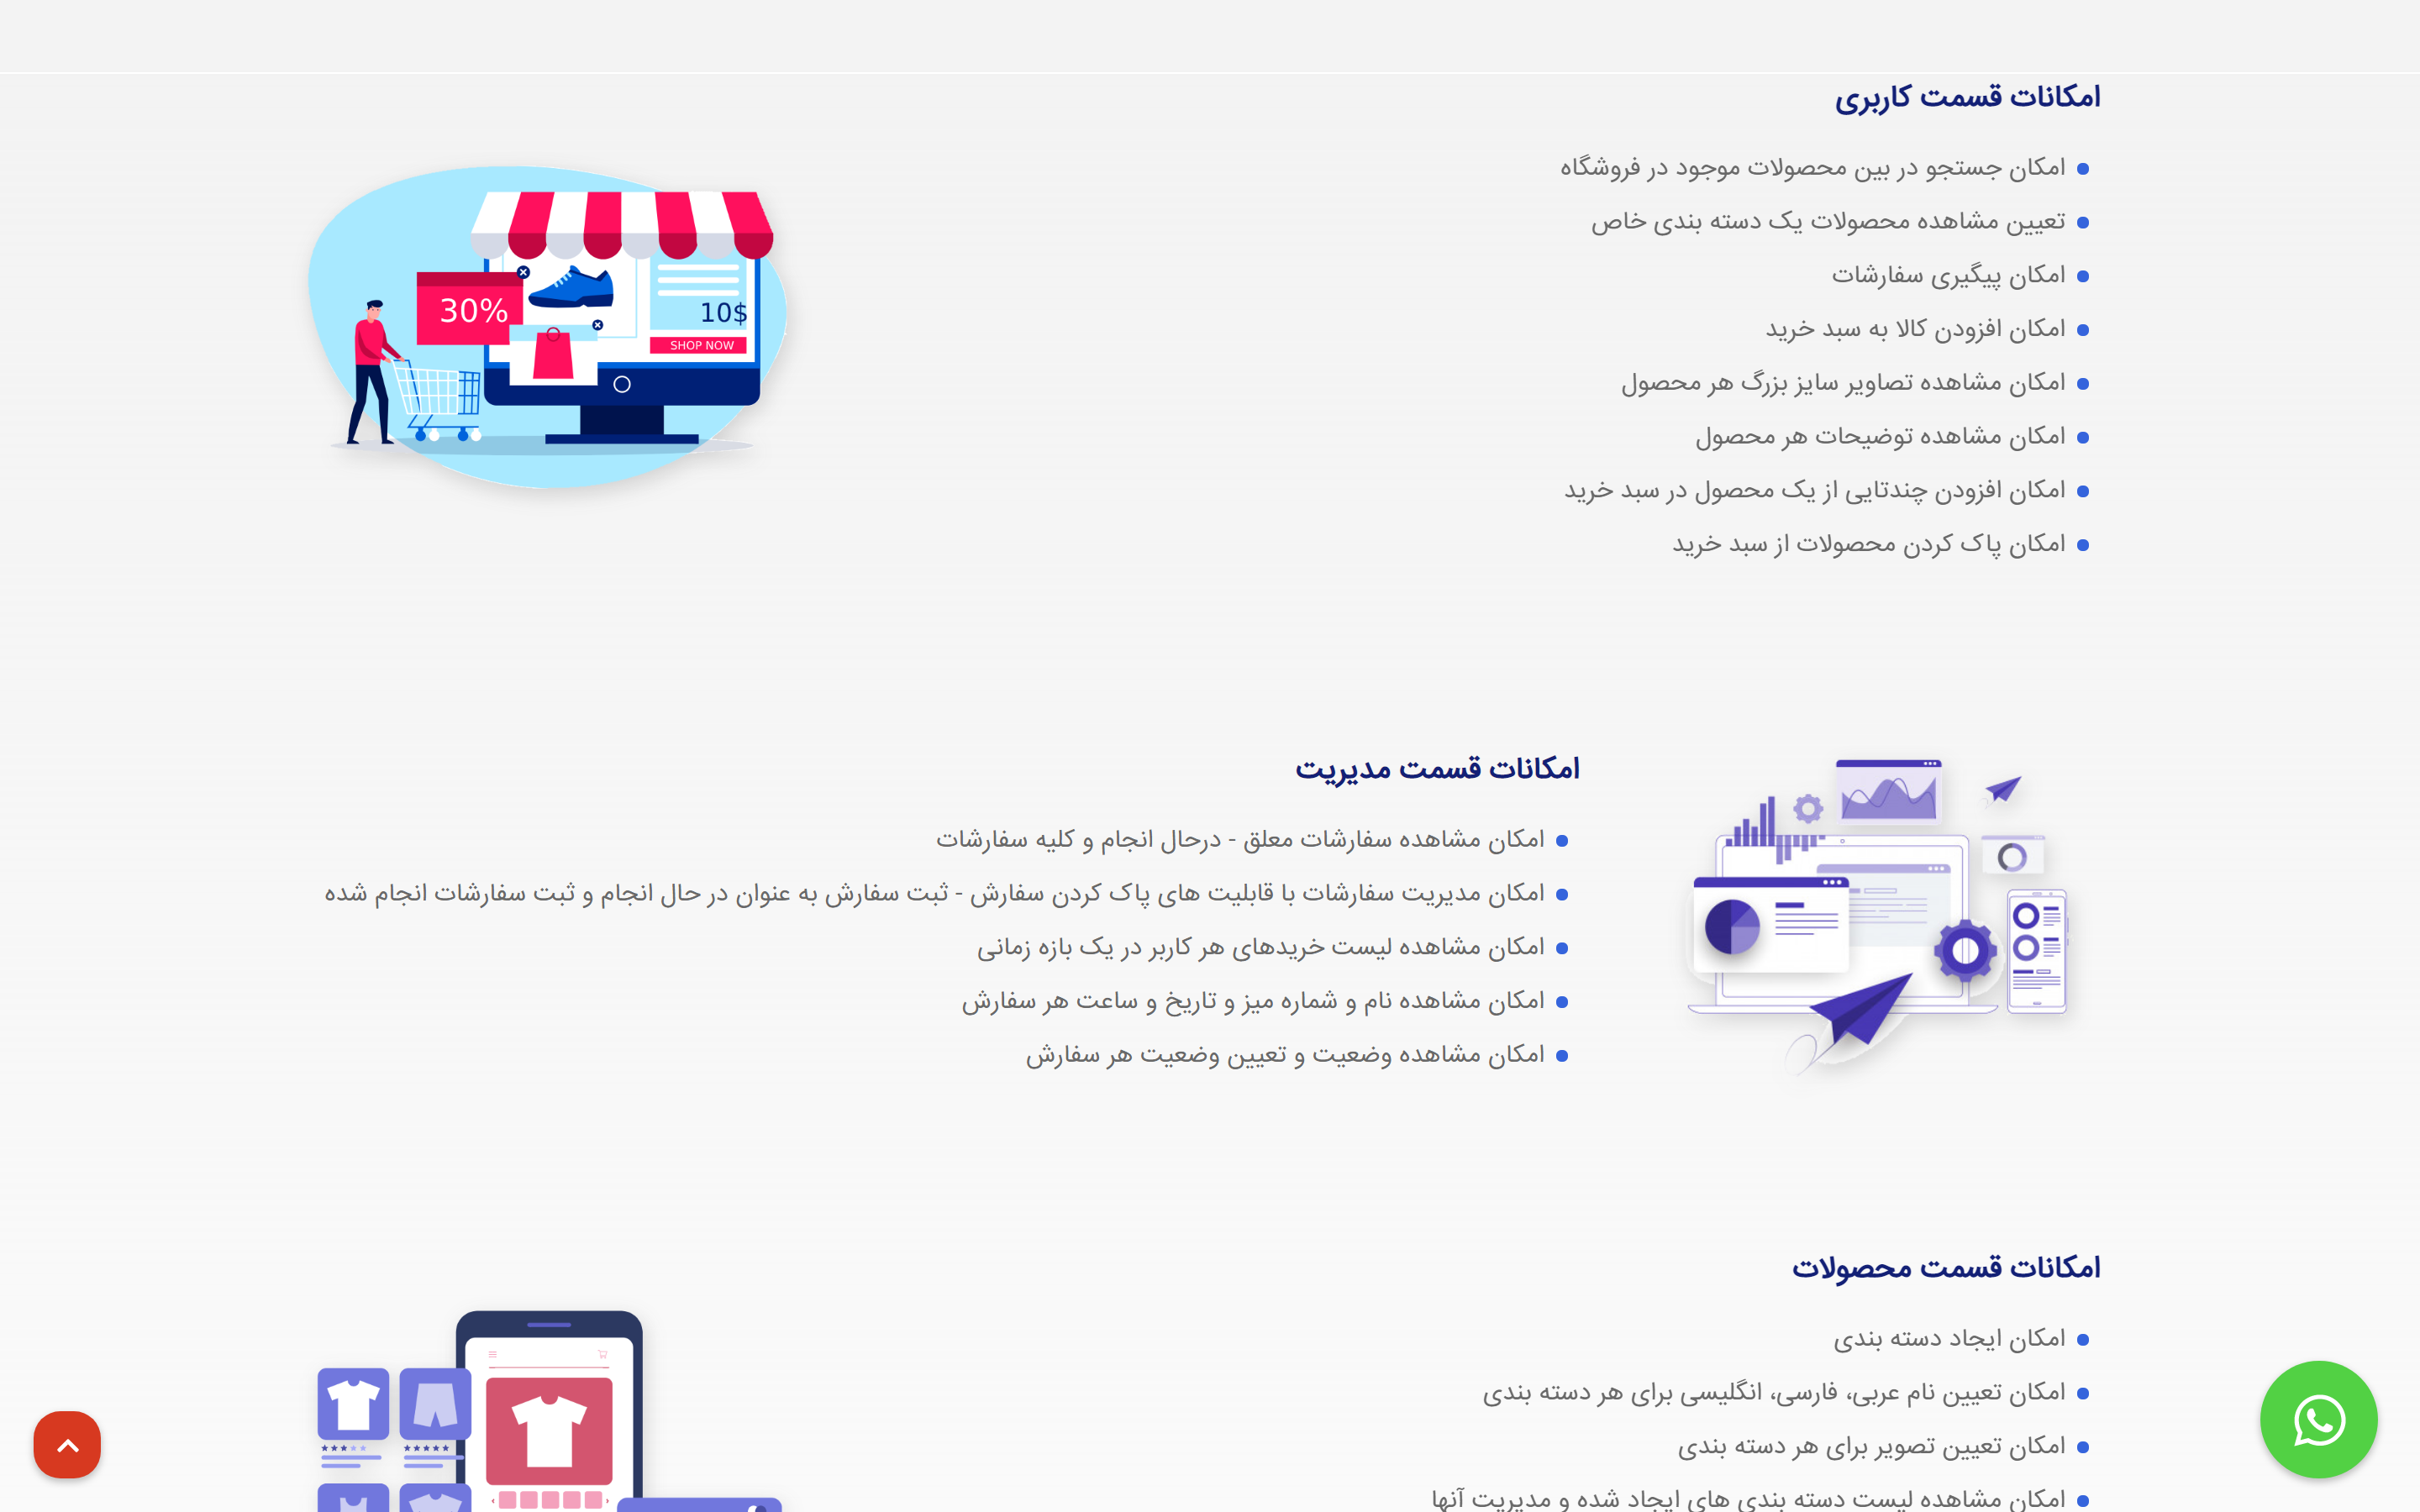 امکانات قسمت کاربری
امکان جستجو در بین محصولات موجود در فروشگاه
تعیین مشاهده محصولات یک دسته بندی خاص
امکان پیگیری سفارشات
امکان افزودن کالا به سبد خرید
امکان مشاهده تصاویر سایز بزرگ هر محصول
امکان مشاهده توضیحات هر محصول
امکان افزودن چندتایی از یک محصول در سبد خرید
امکان پاک کردن محصولات از سبد خرید
30%
10$
SHOP NOW
امکانات قسمت مدیریت
امکان مشاهده سفارشات معلق - درحال انجام و کلیه سفارشات
امکان مدیریت سفارشات با قابلیت های پاک کردن سفارش - ثبت سفارش به عنوان در حال انجام و ثبت سفارشات انجام شده
امکان مشاهده لیست خریدهای هر کاربر در یک بازه زمانی
امکان مشاهده نام و شماره میز و تاریخ و ساعت هر سفارش
امکان مشاهده وضعیت و تعیین وضعیت هر سفارش
امکانات قسمت محصولات
امکان ایجاد دسته بندی
امکان تعیین نام عربی، فارسی، انگلیسی برای هر دسته بندی
امکان تعیین تصویر برای هر دسته بندی
امکان مشاهده لیست دسته بندی های ایجاد شده و مدیریت آنها